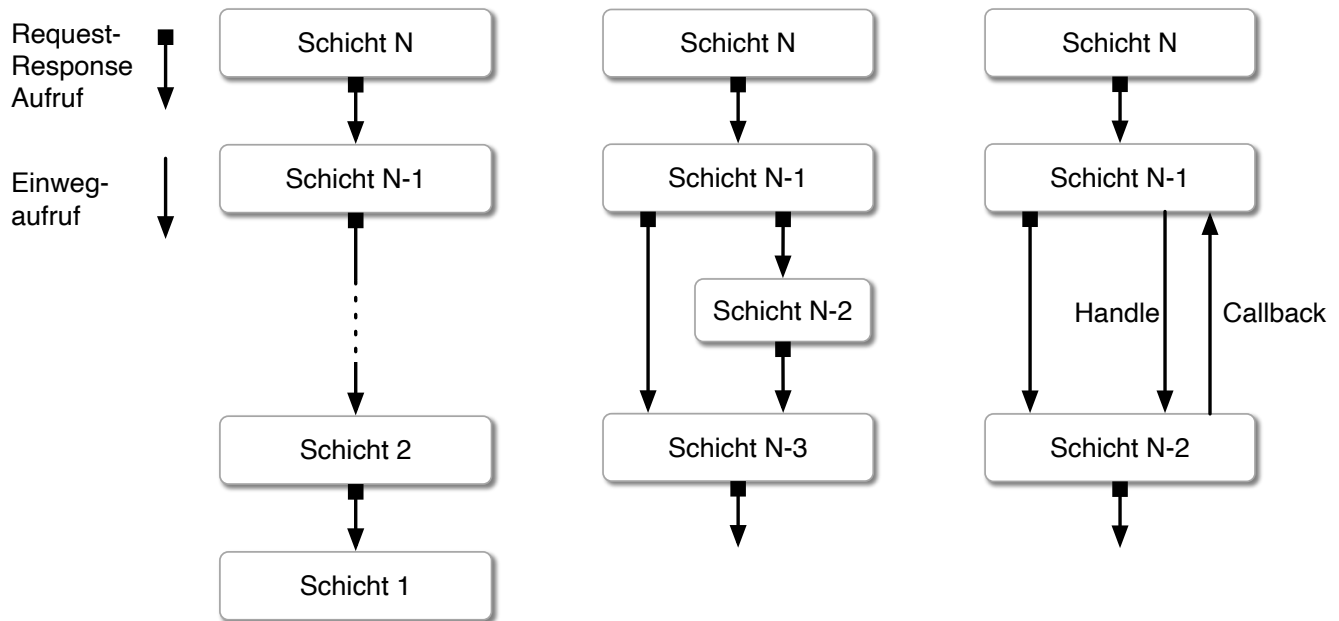 Request-
Response
Aufruf
Einweg-
aufruf
Schicht N
Schicht N-1
Schicht 2
Schicht 1
Schicht N
Schicht N-1
Schicht N-2
Schicht N-3
Schicht N
Schicht N-1
Handle
Callback
Schicht N-2